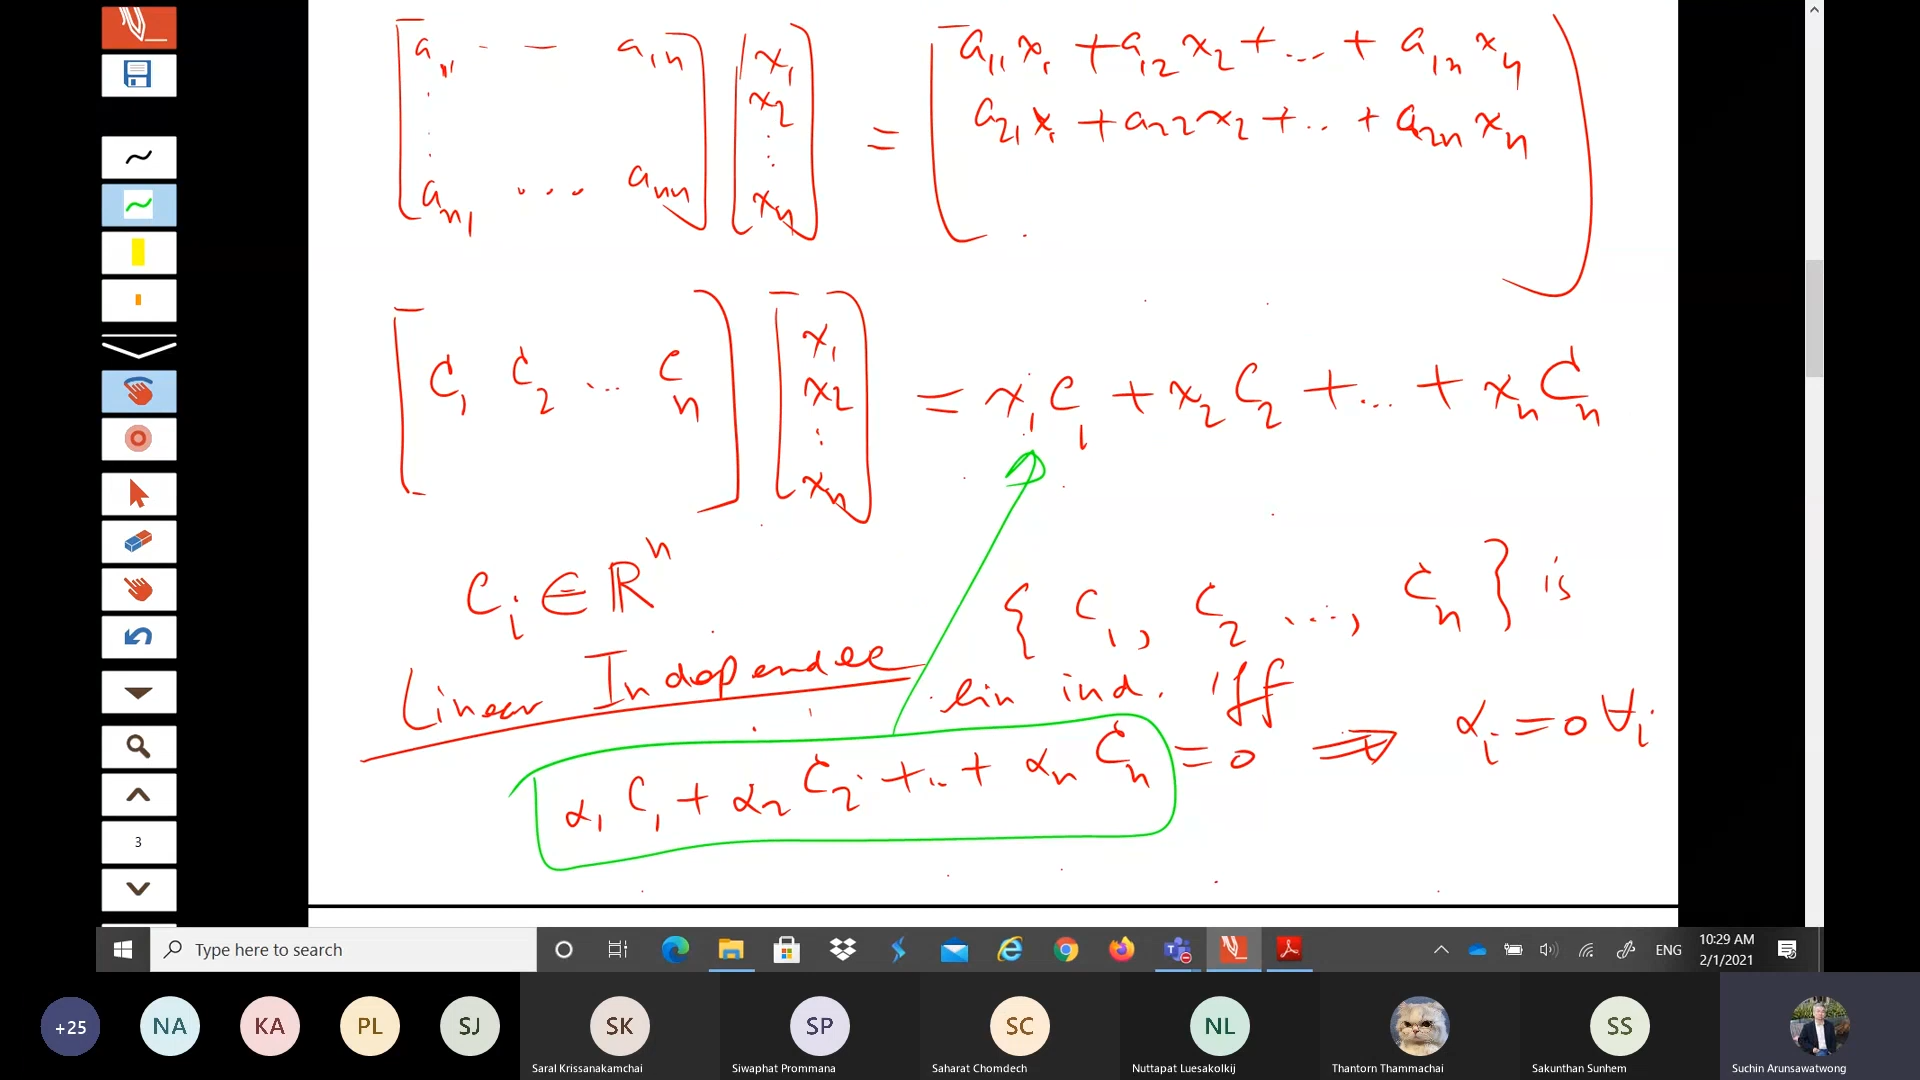 [a₁₁ - - a₁ₙ] [x₁] = [a₁₁x₁ + a₁₂x₂ + ... + a₁ₙxₙ]
⋮ x₂ a₂₁x₁ + a₂₂x₂ + .. + a₂ₙxₙ
[aₙ₁ ... aₙₙ] ⋮ xₙ
[C₁ C₂ ... Cₙ] [x₁ x₂ ⋮ xₙ] = x₁C₁ + x₂C₂ + ... + xₙCₙ
Cᵢ ∈ ℝⁿ
{C₁, C₂ ..., Cₙ} is
Linear Independee lin ind. iff
α₁C₁ + α₂C₂ + .. + αₙCₙ = 0 ⇒ αᵢ = 0 ∀i
3
Type here to search
ENG
10:29 AM
2/1/2021
+25
NA
KA
PL
SJ
SK
SP
SC
NL
SS
Saral Krissanakamchai
Siwaphat Prommana
Saharat Chomdech
Nuttapat Luesakolkij
Thantorn Thammachai
Sakunthan Sunhem
Suchin Arunsawatwong